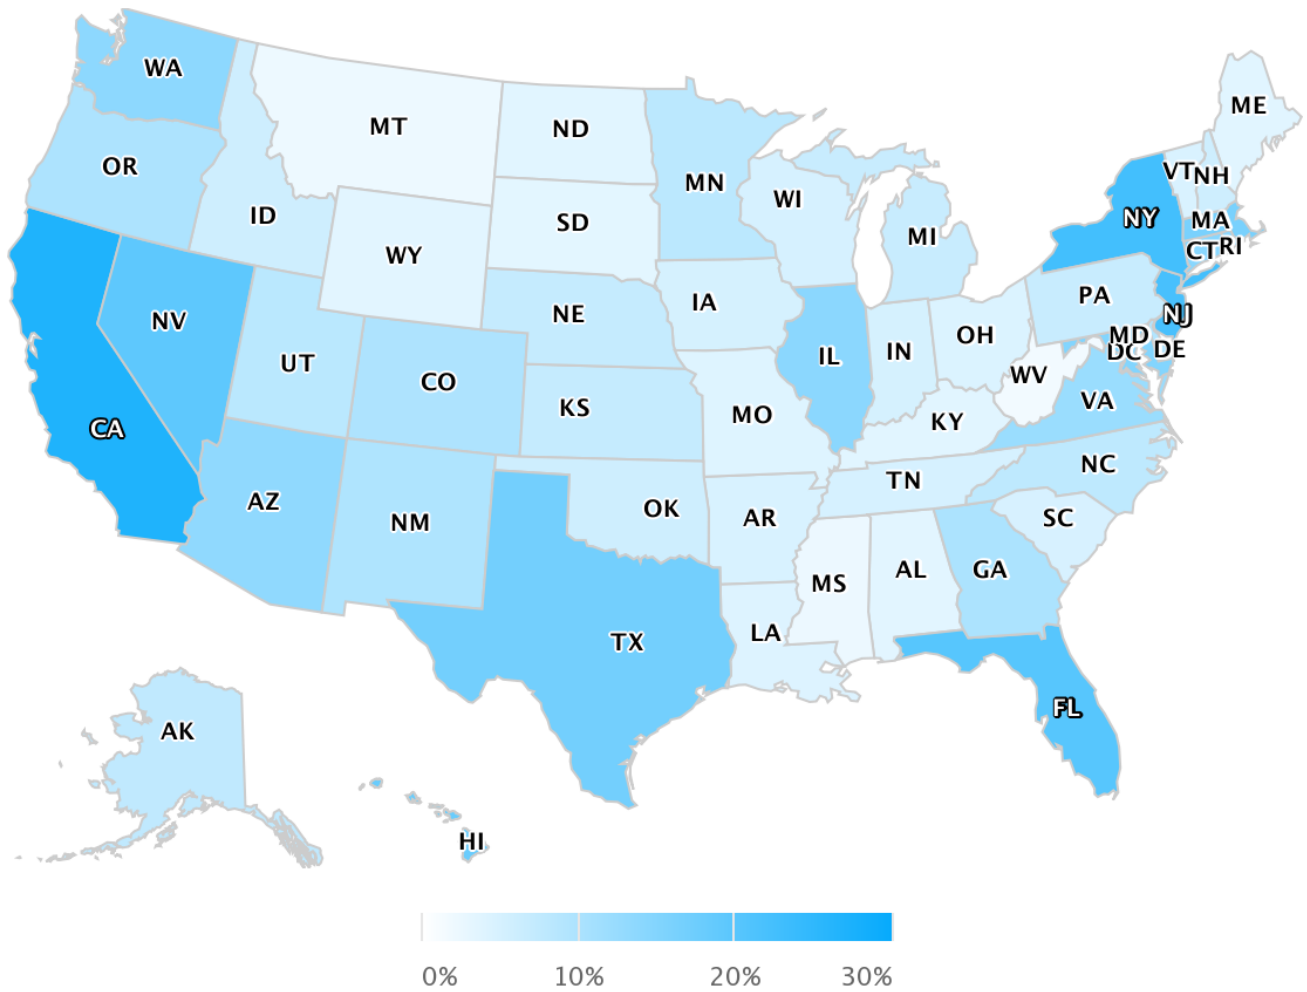 WA
MT
ND
ME
OR
MN
VT
NH
ID
SD
WI
NY
MA
MI
CT
RI
WY
NV
NE
IA
PA
NJ
UT
CO
IL
IN
OH
MD
DC
DE
CA
KS
MO
WV
VA
KY
AZ
NM
OK
AR
TN
NC
SC
MS
AL
GA
TX
LA
FL
AK
HI
0%
10%
20%
30%